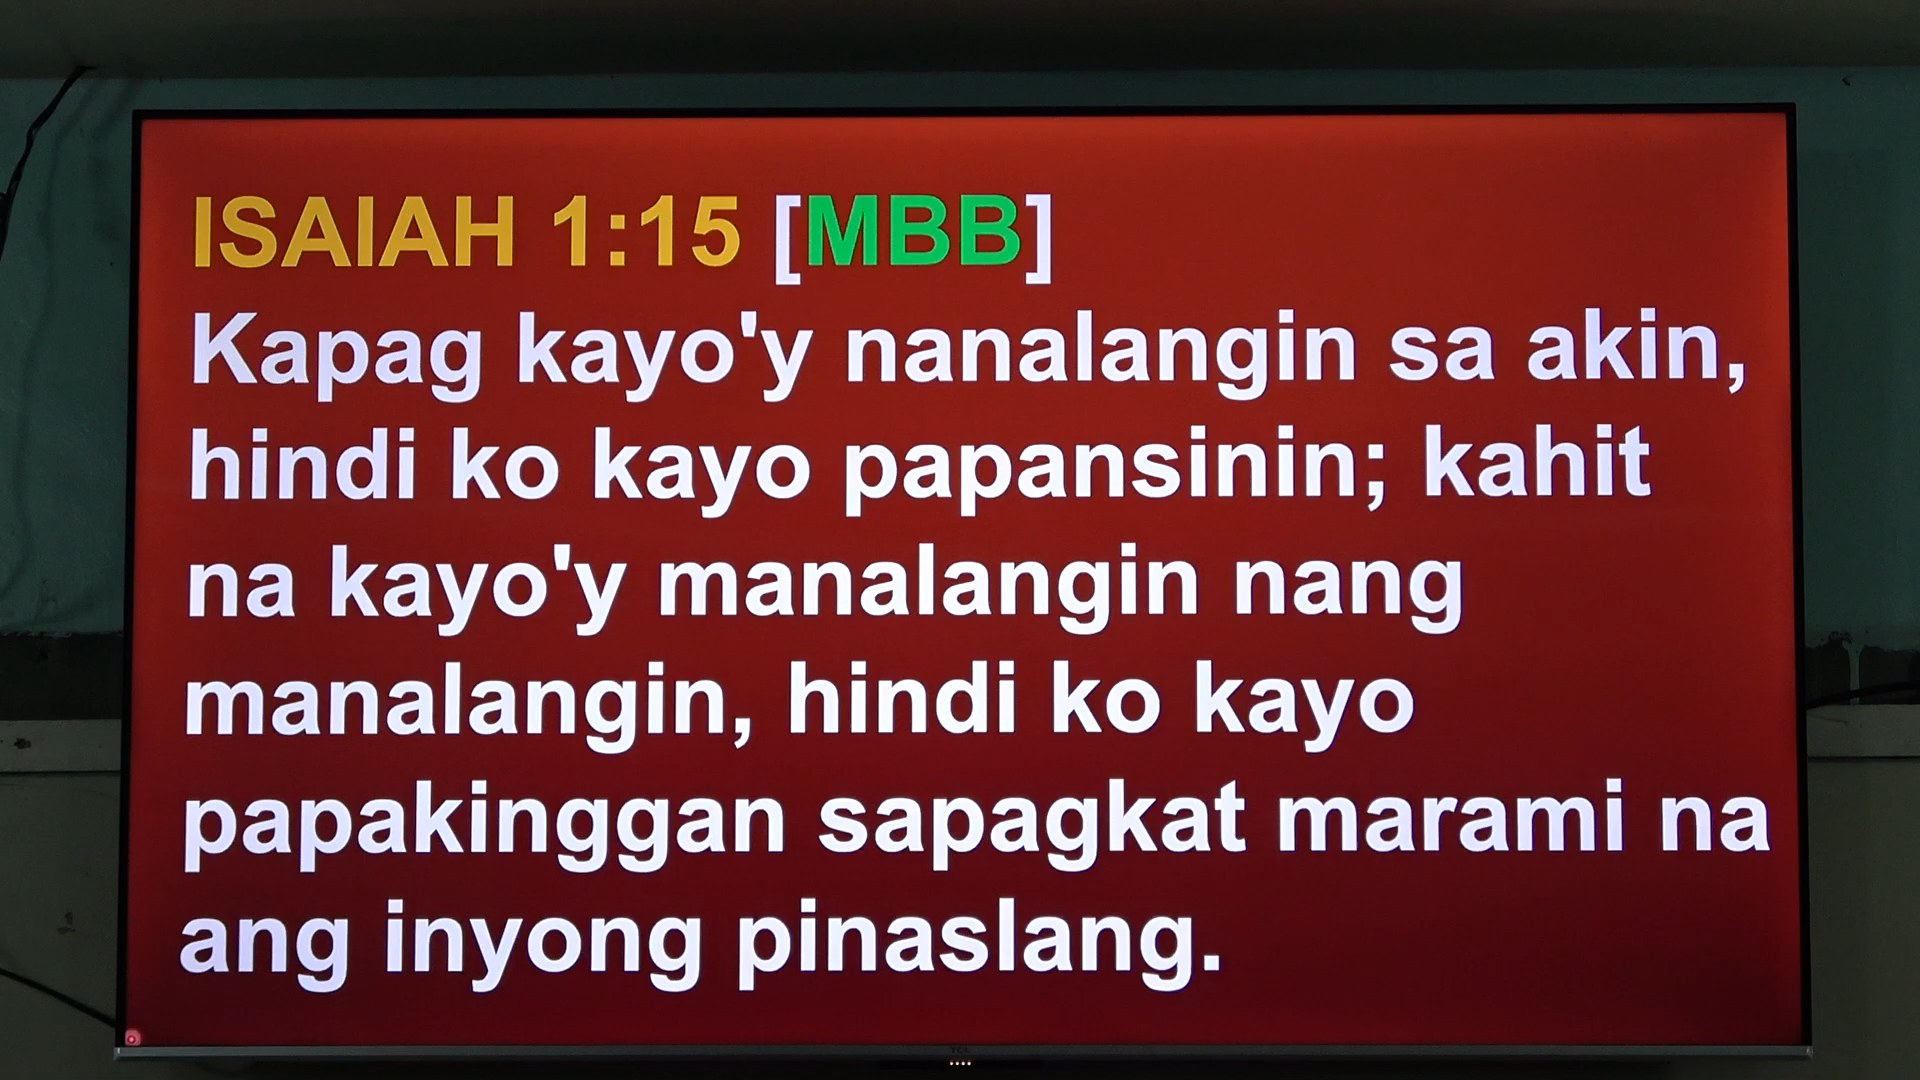 ISAIAH 1:15 [MBB]
Kapag kayo'y nanalangin sa akin,
hindi ko kayo papansinin; kahit
na kayo'y manalangin nang
manalangin, hindi ko kayo
papakinggan sapagkat marami na
ang inyong pinaslang.
TCL